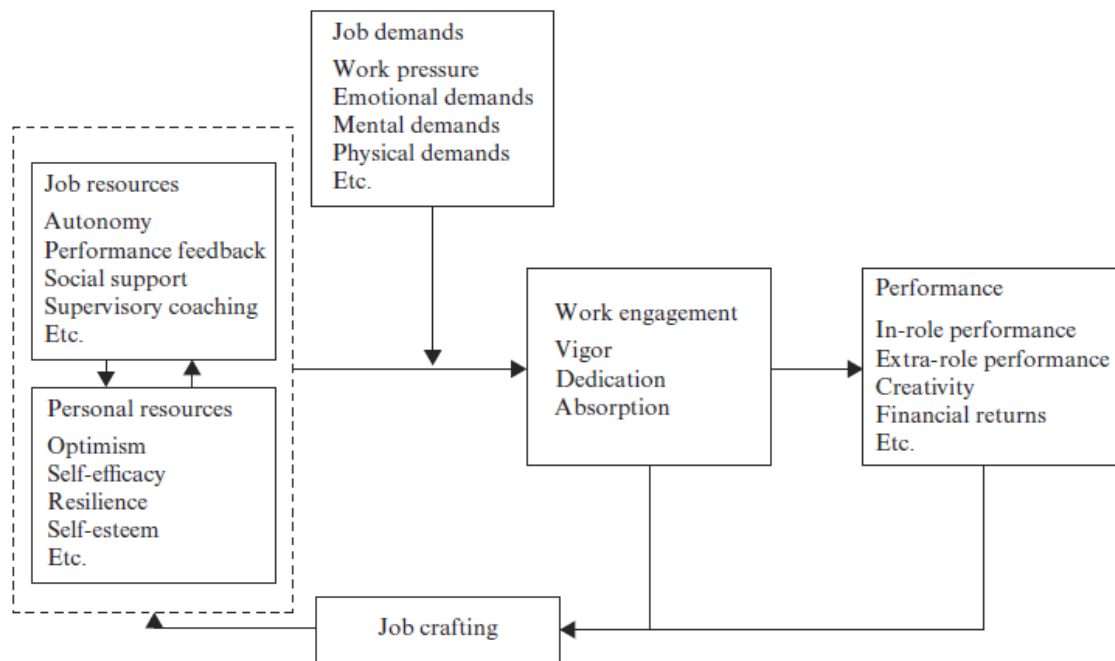 Job demands
Work pressure
Emotional demands
Mental demands
Physical demands
Etc.
Job resources
Autonomy
Performance feedback
Social support
Supervisory coaching
Etc.
Personal resources
Optimism
Self-efficacy
Resilience
Self-esteem
Etc.
Work engagement
Vigor
Dedication
Absorption
Performance
In-role performance
Extra-role performance
Creativity
Financial returns
Etc.
Job crafting